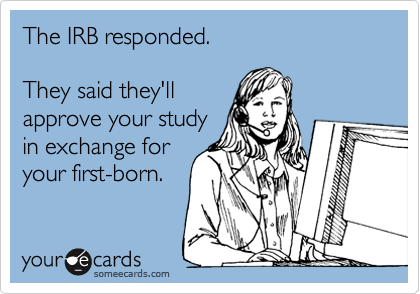 The IRB responded.
They said they'll
approve your study
in exchange for
your first-born.
your e cards
someecards.com